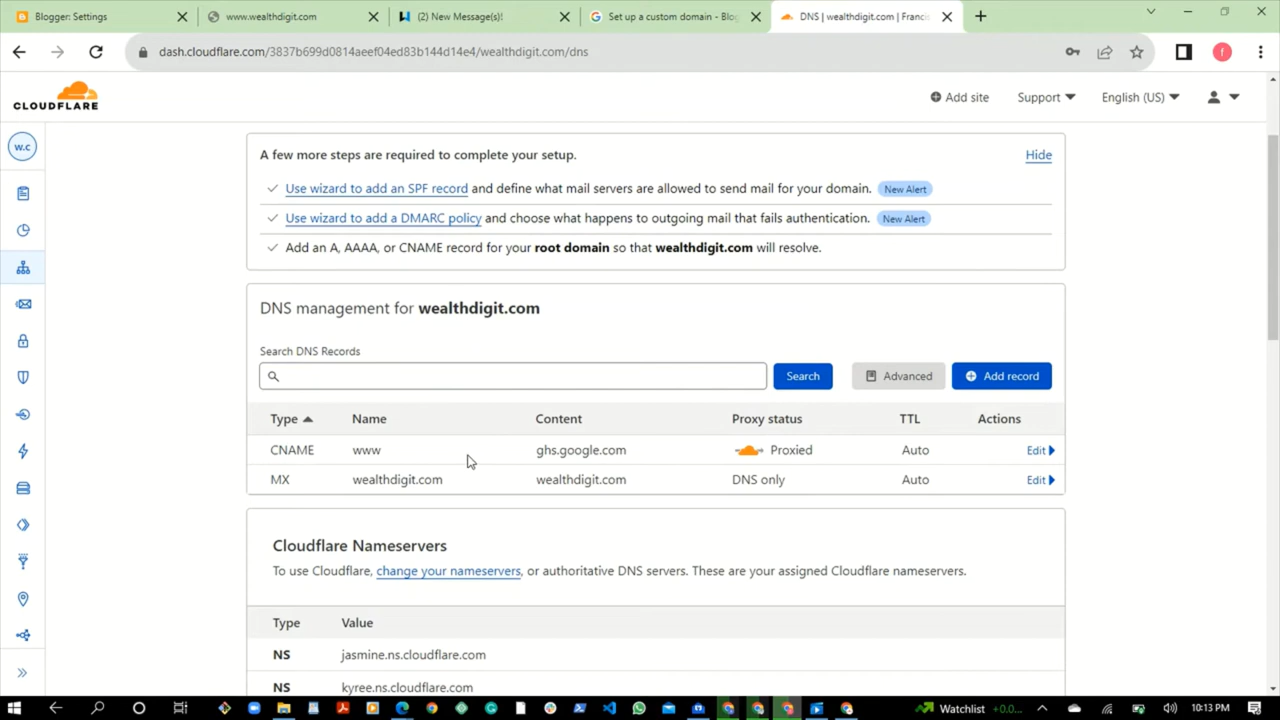 Blogger: Settings
www.wealthdigit.com
(2) New Message(s)!
Set up a custom domain - Blog
DNS | wealthdigit.com | Francis
dash.cloudflare.com/3837b699d0814aeef04ed83b144d14e4/wealthdigit.com/dns
f
CLOUDFLARE
Add site
Support
English (US)
w.c
A few more steps are required to complete your setup.
Hide
Use wizard to add an SPF record and define what mail servers are allowed to send mail for your domain. New Alert
Use wizard to add a DMARC policy and choose what happens to outgoing mail that fails authentication. New Alert
Add an A, AAAA, or CNAME record for your root domain so that wealthdigit.com will resolve.
DNS management for wealthdigit.com
Search DNS Records
Search
Advanced
Add record
Type Name Content Proxy status TTL Actions
CNAME www ghs.google.com Proxied Auto Edit
MX wealthdigit.com wealthdigit.com DNS only Auto Edit
Cloudflare Nameservers
To use Cloudflare, change your nameservers, or authoritative DNS servers. These are your assigned Cloudflare nameservers.
Type Value
NS jasmine.ns.cloudflare.com
NS kyree.ns.cloudflare.com
Watchlist +0.0...
10:13 PM